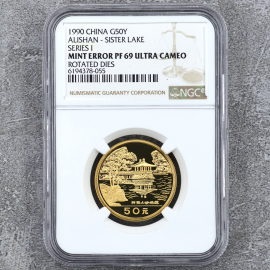 1990 CHINA G50Y
ALISHAN - SISTER LAKE
SERIES I
MINT ERROR PF 69 ULTRA CAMEO
ROTATED DIES
6194378-055
NUMISMATIC GUARANTY CORPORATION
NGC
50元